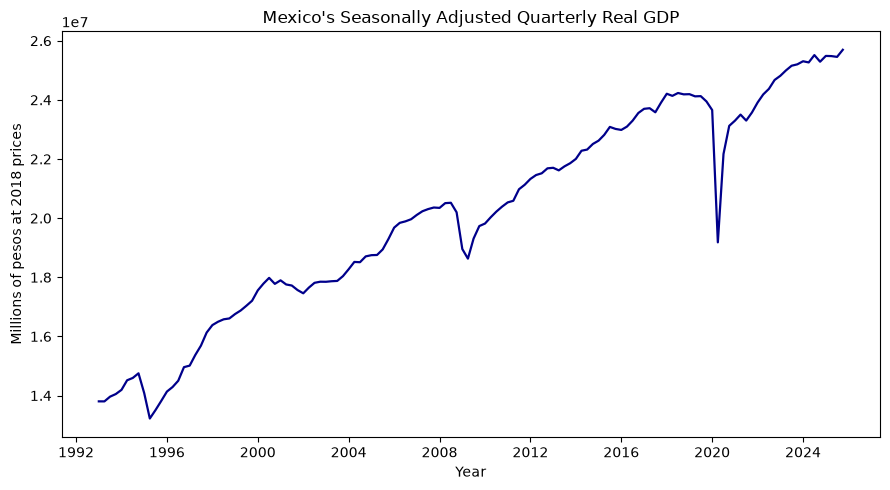 Mexico's Seasonally Adjusted Quarterly Real GDP
1e7
2.6
2.4
2.2
2.0
1.8
1.6
1.4
Millions of pesos at 2018 prices
1992 1996 2000 2004 2008 2012 2016 2020 2024
Year